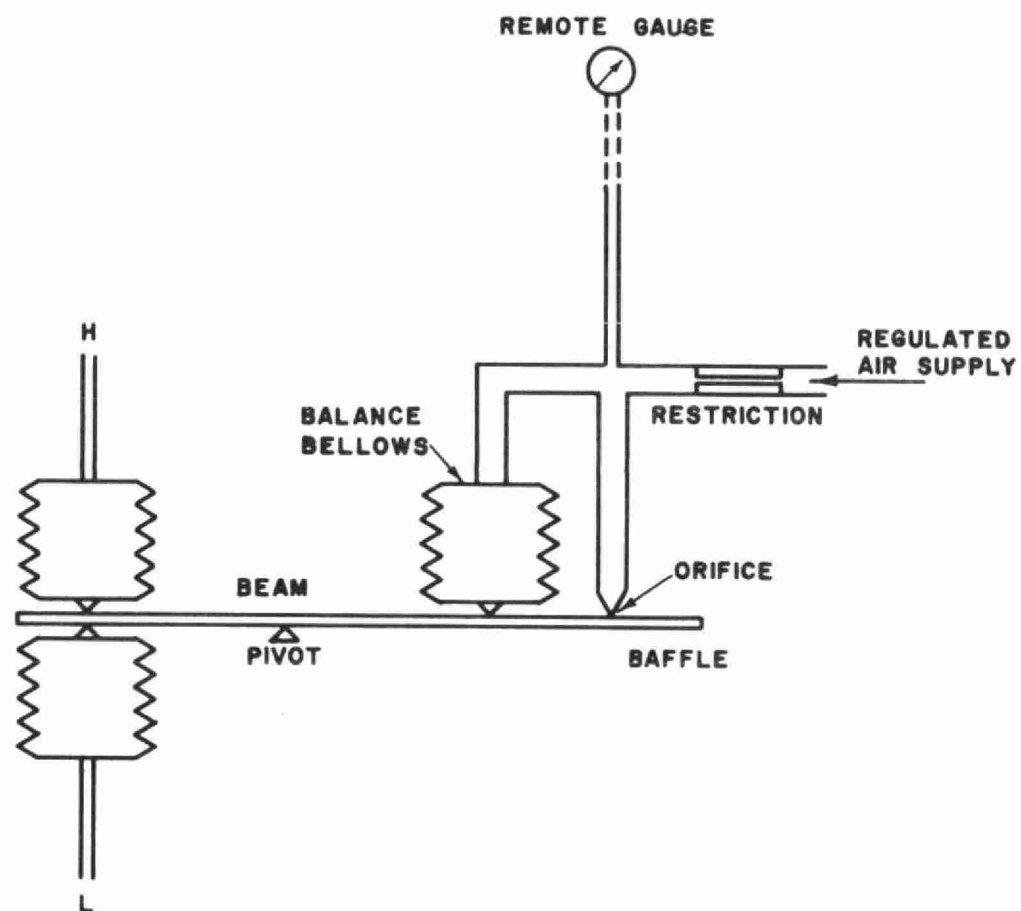 REMOTE GAUGE
H
REGULATED
AIR SUPPLY
RESTRICTION
BALANCE
BELLOWS
ORIFICE
BEAM
PIVOT
BAFFLE
L